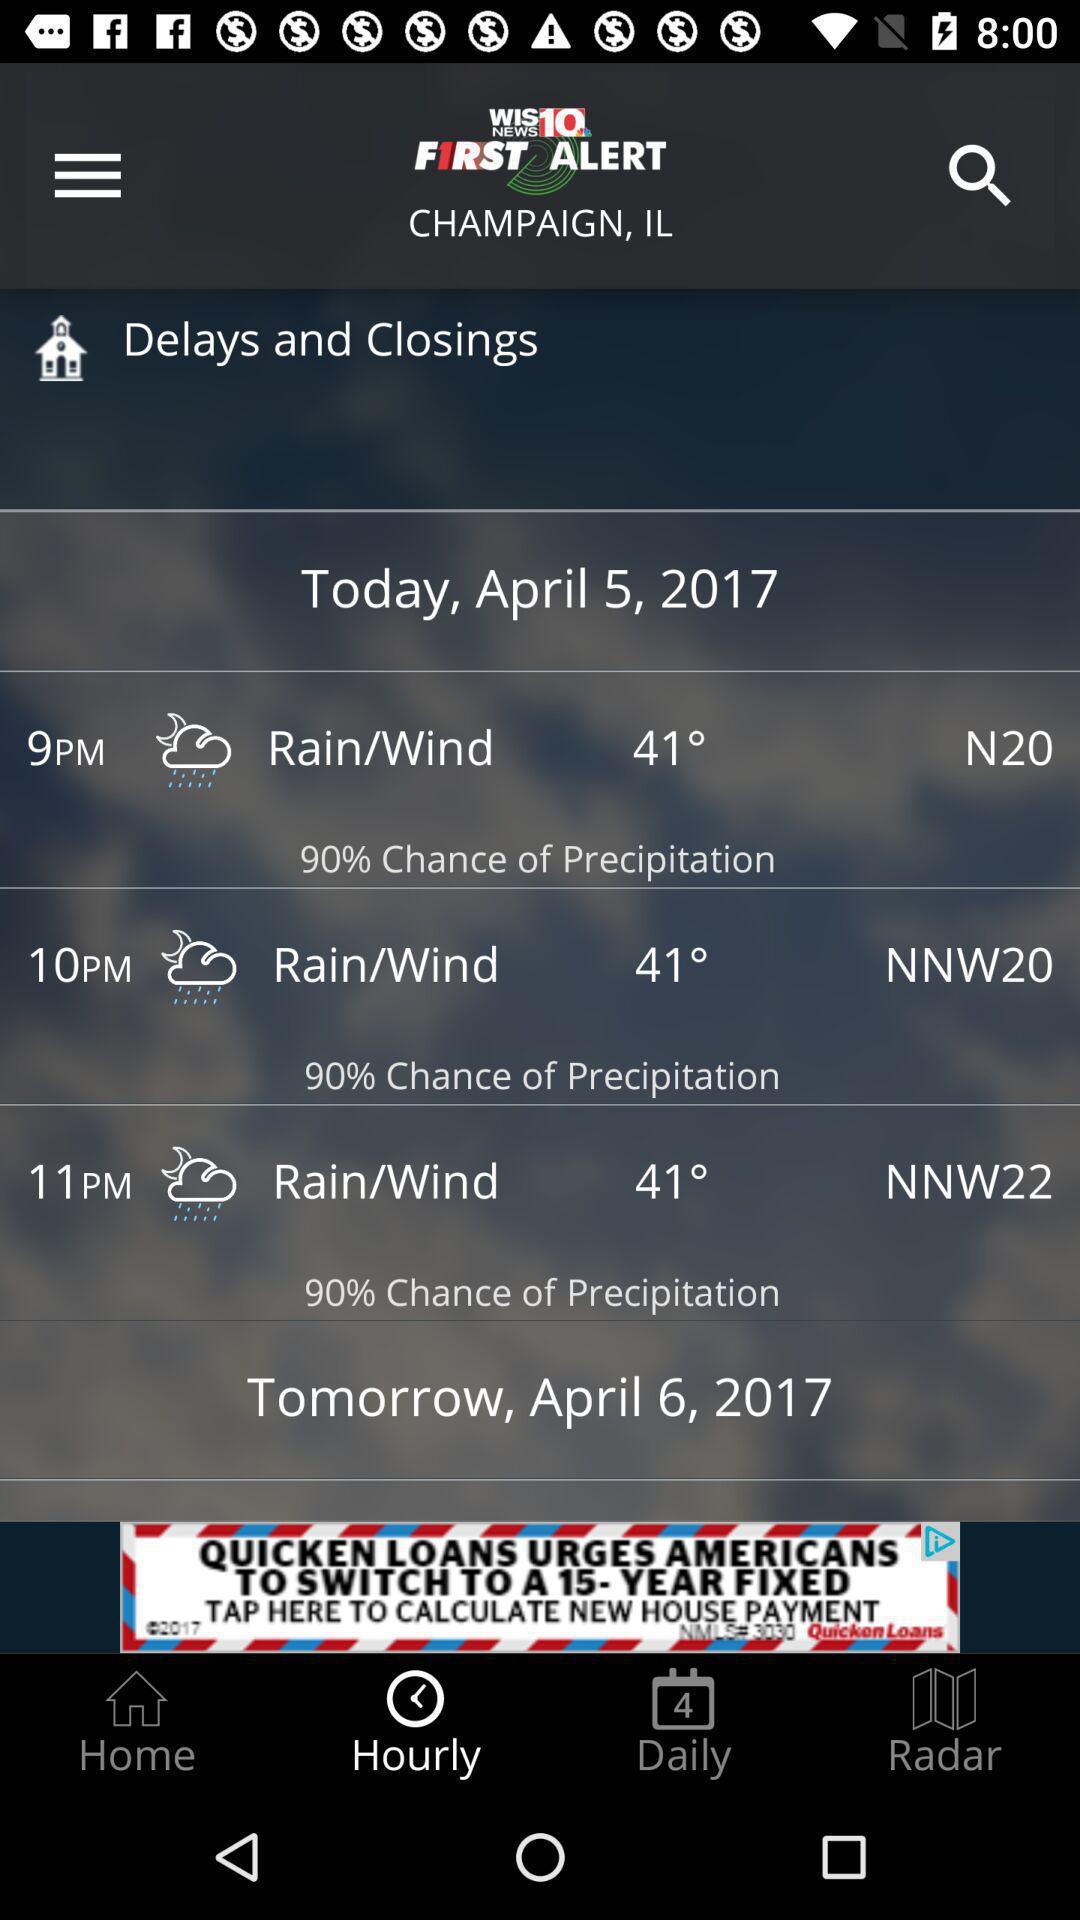 8:00
WIS NEWS 10
F1RST ALERT
CHAMPAIGN, IL
Delays and Closings
Today, April 5, 2017
9PM Rain/Wind 41° N20
90% Chance of Precipitation
10PM Rain/Wind 41° NNW20
90% Chance of Precipitation
11PM Rain/Wind 41° NNW22
90% Chance of Precipitation
Tomorrow, April 6, 2017
QUICKEN LOANS URGES AMERICANS
TO SWITCH TO A 15- YEAR FIXED
TAP HERE TO CALCULATE NEW HOUSE PAYMENT
©2017 NMLS# 3030 Quicken Loans
4
Home Hourly Daily Radar